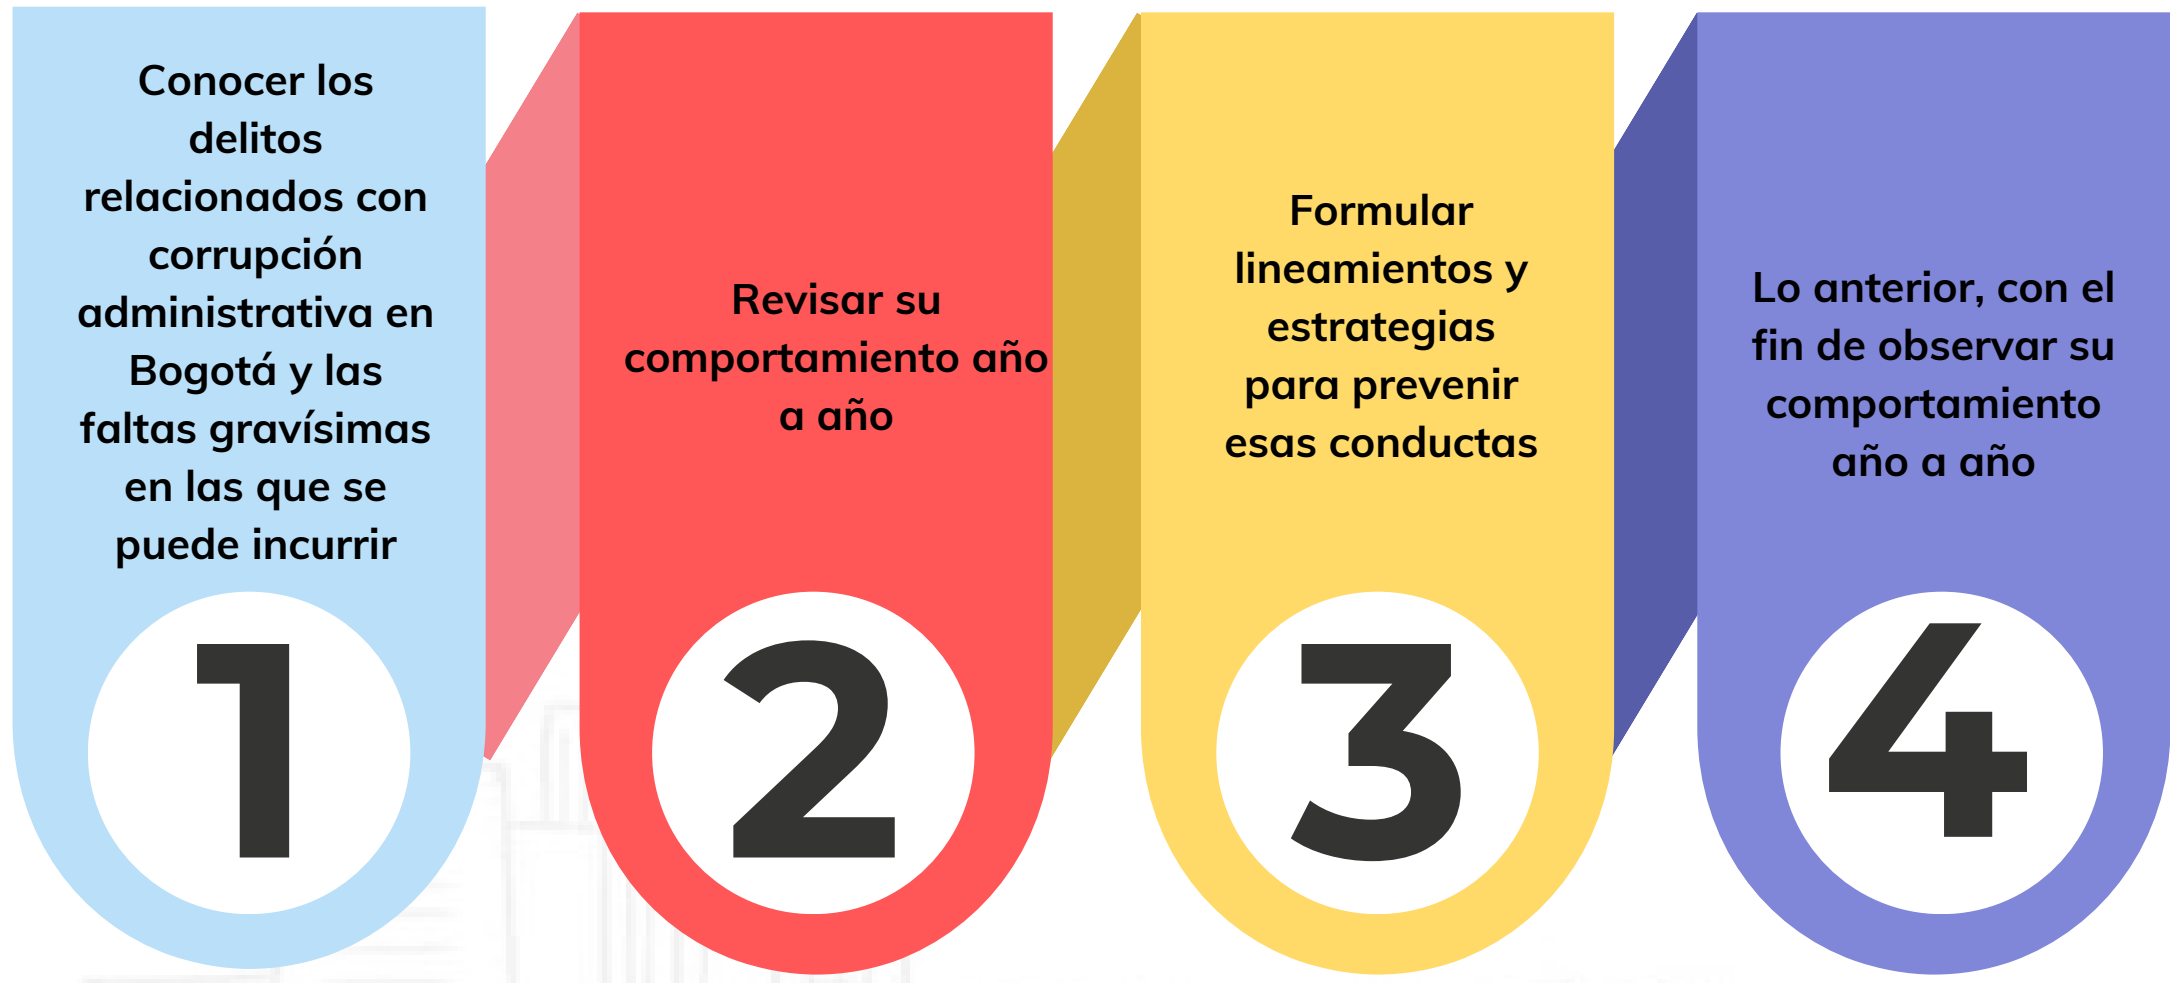 Conocer los
delitos
relacionados con
corrupción
administrativa en
Bogotá y las
faltas gravísimas
en las que se
puede incurrir
1
Revisar su
comportamiento año
a año
2
Formular
lineamientos y
estrategias
para prevenir
esas conductas
3
Lo anterior, con el
fin de observar su
comportamiento
año a año
4